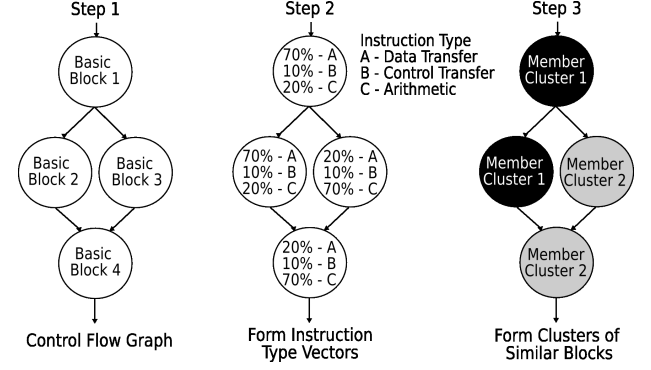 Step 1
Basic
Block 1
Basic
Block 2
Basic
Block 3
Basic
Block 4
Control Flow Graph
Step 2
70% - A
10% - B
20% - C
Instruction Type
A - Data Transfer
B - Control Transfer
C - Arithmetic
70% - A
10% - B
20% - C
20% - A
10% - B
70% - C
20% - A
10% - B
70% - C
Form Instruction
Type Vectors
Step 3
Member
Cluster 1
Member
Cluster 1
Member
Cluster 2
Member
Cluster 2
Form Clusters of
Similar Blocks